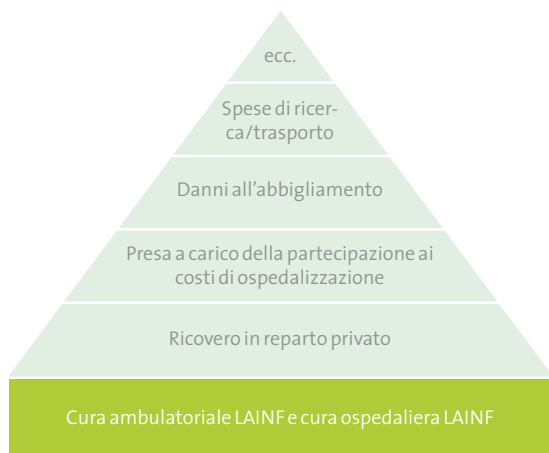 ecc.
Spese di ricer-
ca/trasporto
Danni all’abbigliamento
Presa a carico della partecipazione ai
costi di ospedalizzazione
Ricovero in reparto privato
Cura ambulatoriale LAINF e cura ospedaliera LAINF